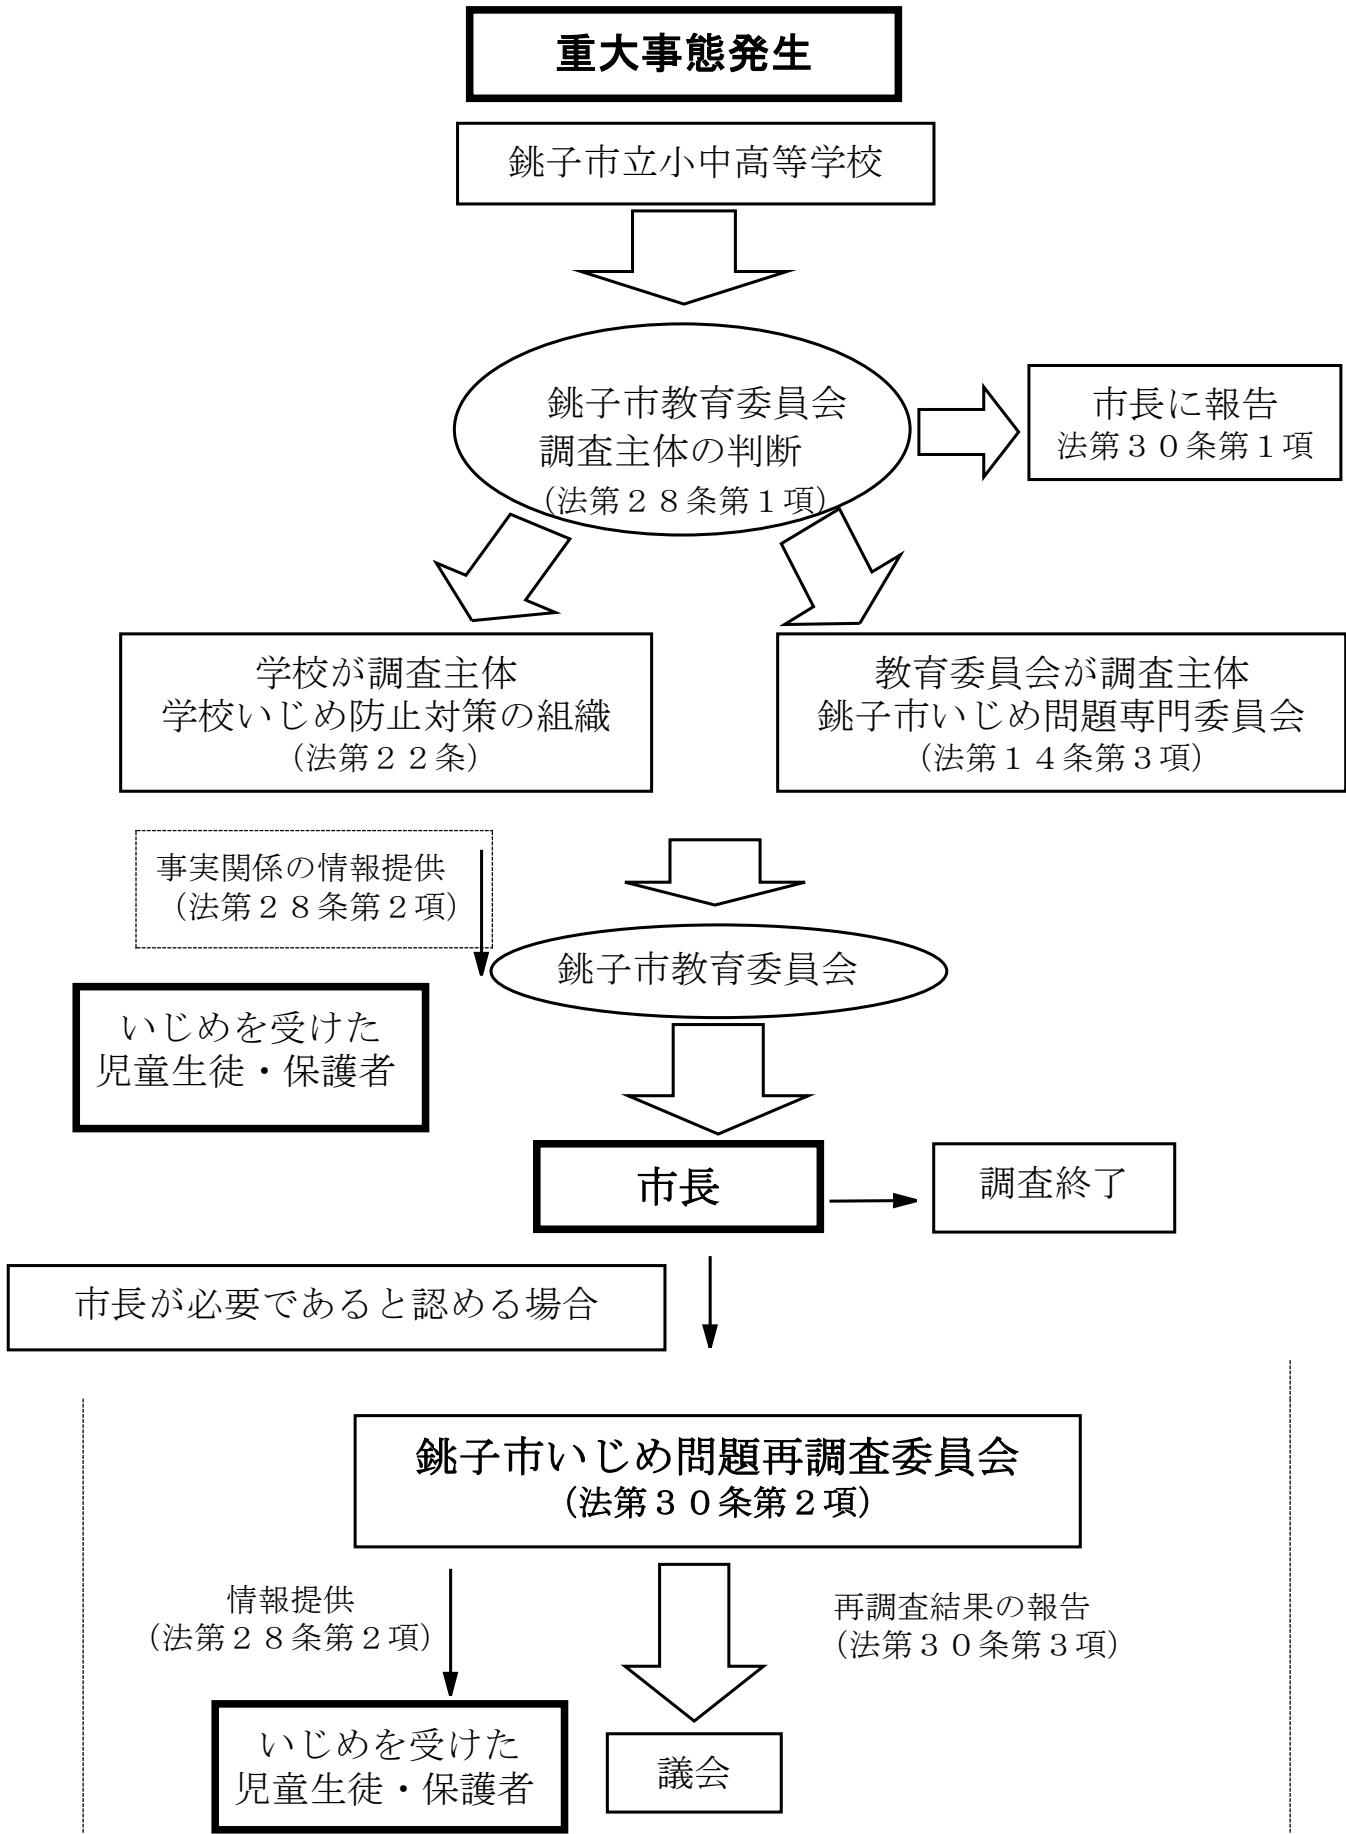 重大事態発生
銚子市立小中高等学校
銚子市教育委員会
調査主体の判断
（法第２８条第１項）
市長に報告
法第３０条第１項
学校が調査主体
学校いじめ防止対策の組織
（法第２２条）
教育委員会が調査主体
銚子市いじめ問題専門委員会
（法第１４条第３項）
事実関係の情報提供
（法第２８条第２項）
銚子市教育委員会
いじめを受けた
児童生徒・保護者
市長
調査終了
市長が必要であると認める場合
銚子市いじめ問題再調査委員会
（法第３０条第２項）
情報提供
（法第２８条第２項）
再調査結果の報告
（法第３０条第３項）
いじめを受けた
児童生徒・保護者
議会